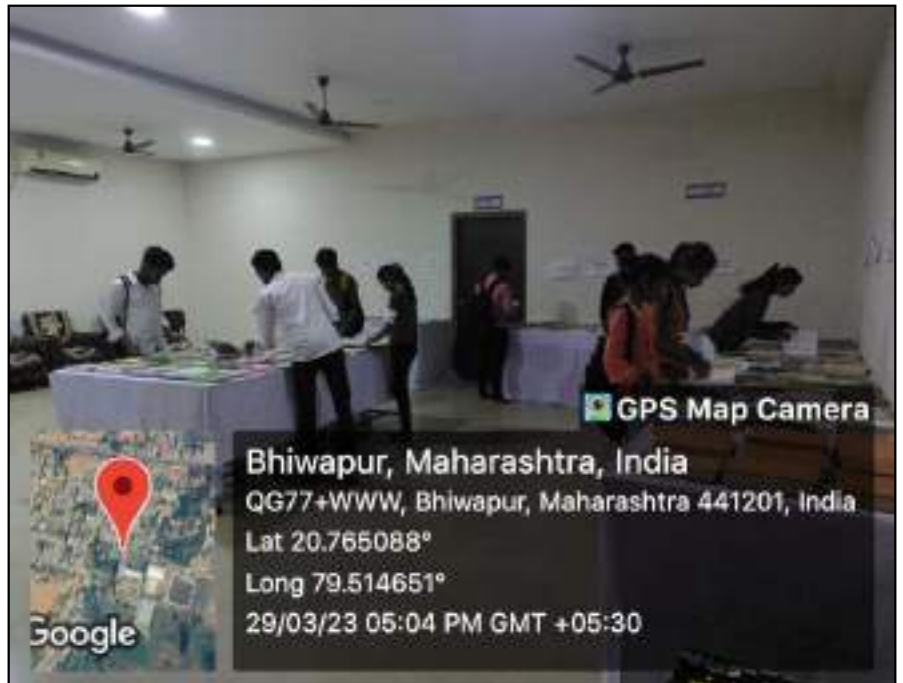 GPS Map Camera
Bhiwapur, Maharashtra, India
QG77+WWW, Bhiwapur, Maharashtra 441201, India
Lat 20.765088°
Long 79.514651°
29/03/23 05:04 PM GMT +05:30
Google